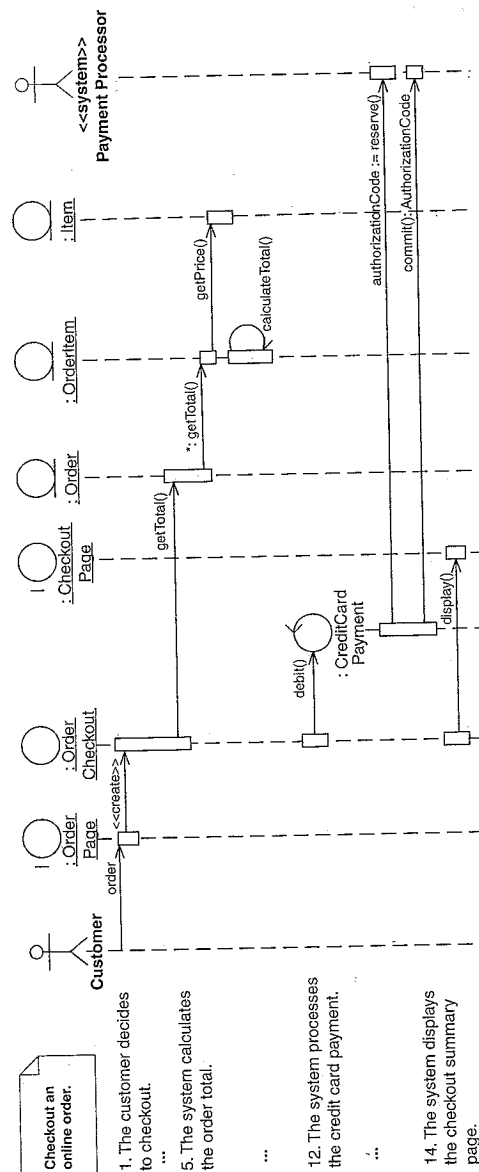 Checkout an
online order.
1. The customer decides
to checkout.
...
5. The system calculates
the order total.
...
12. The system processes
the credit card payment.
...
14. The system displays
the checkout summary
page.
Customer
: Order
Page
: Order
Checkout
: Checkout
Page
: Order
: OrderItem
: Item
<<system>>
Payment Processor
order
<<create>>
getTotal()
*: getTotal()
getPrice()
calculateTotal()
debit()
: CreditCard
Payment
authorizationCode := reserve()
commit():AuthorizationCode
display()